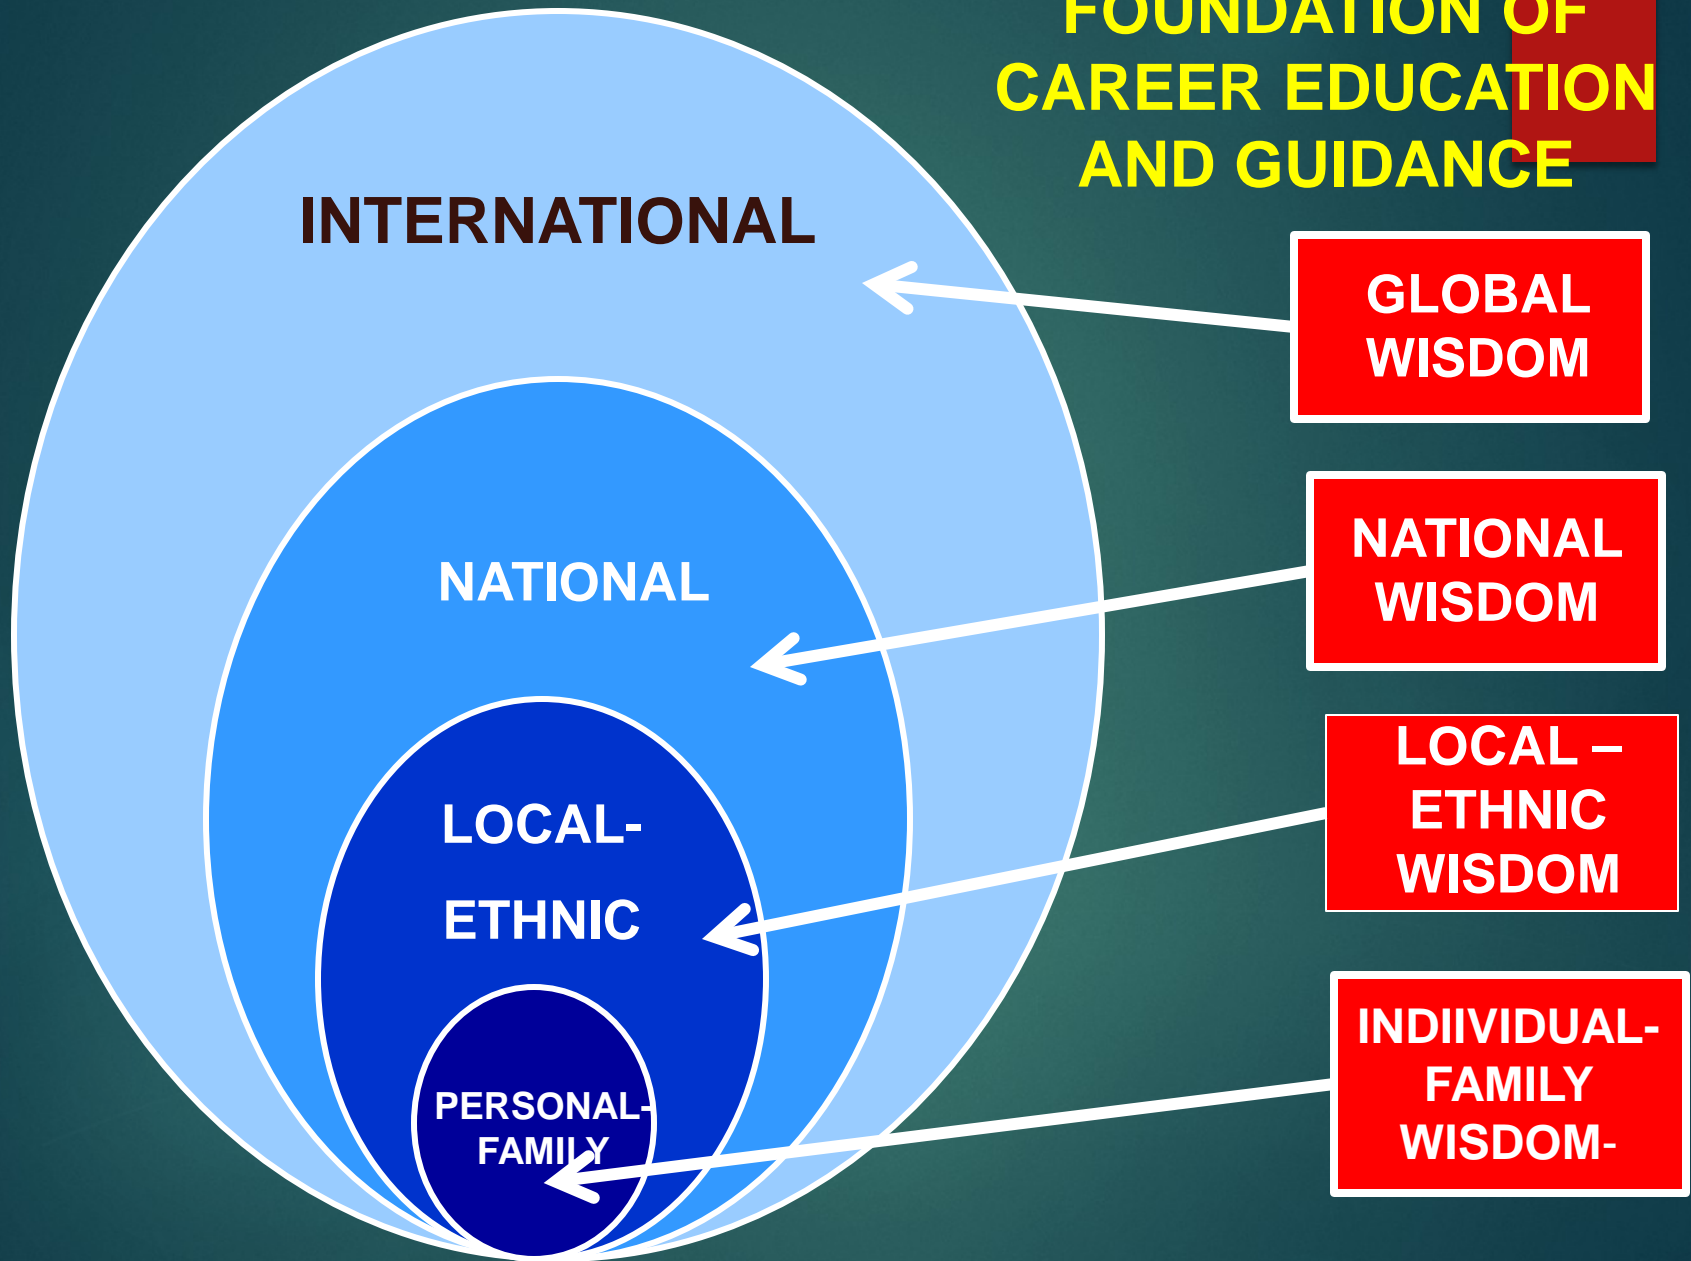 FOUNDATION OF
CAREER EDUCATION
AND GUIDANCE
INTERNATIONAL
GLOBAL
WISDOM
NATIONAL
NATIONAL
WISDOM
LOCAL-
ETHNIC
LOCAL –
ETHNIC
WISDOM
PERSONAL-
FAMILY
INDIIVIDUAL-
FAMILY
WISDOM-